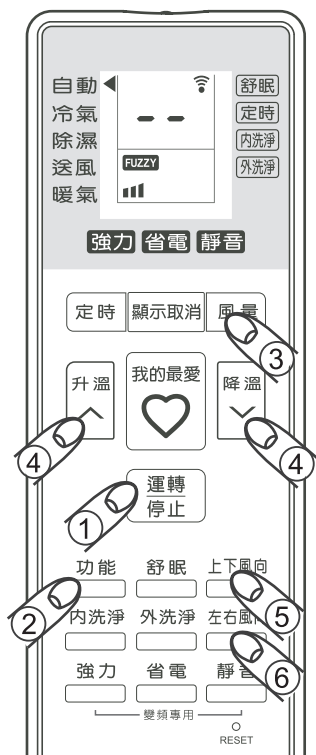 自動 舒眠
冷氣 定時
除濕 內洗淨
送風 FUZZY 外洗淨
暖氣
強力 省電 靜音
定時 顯示取消 風量
③
升溫 我的最愛 降溫
④ ④
運轉
停止
①
功能 舒眠 上下風向
② ⑤
內洗淨 外洗淨 左右風向
⑥
強力 省電 靜音
變頻專用
RESET